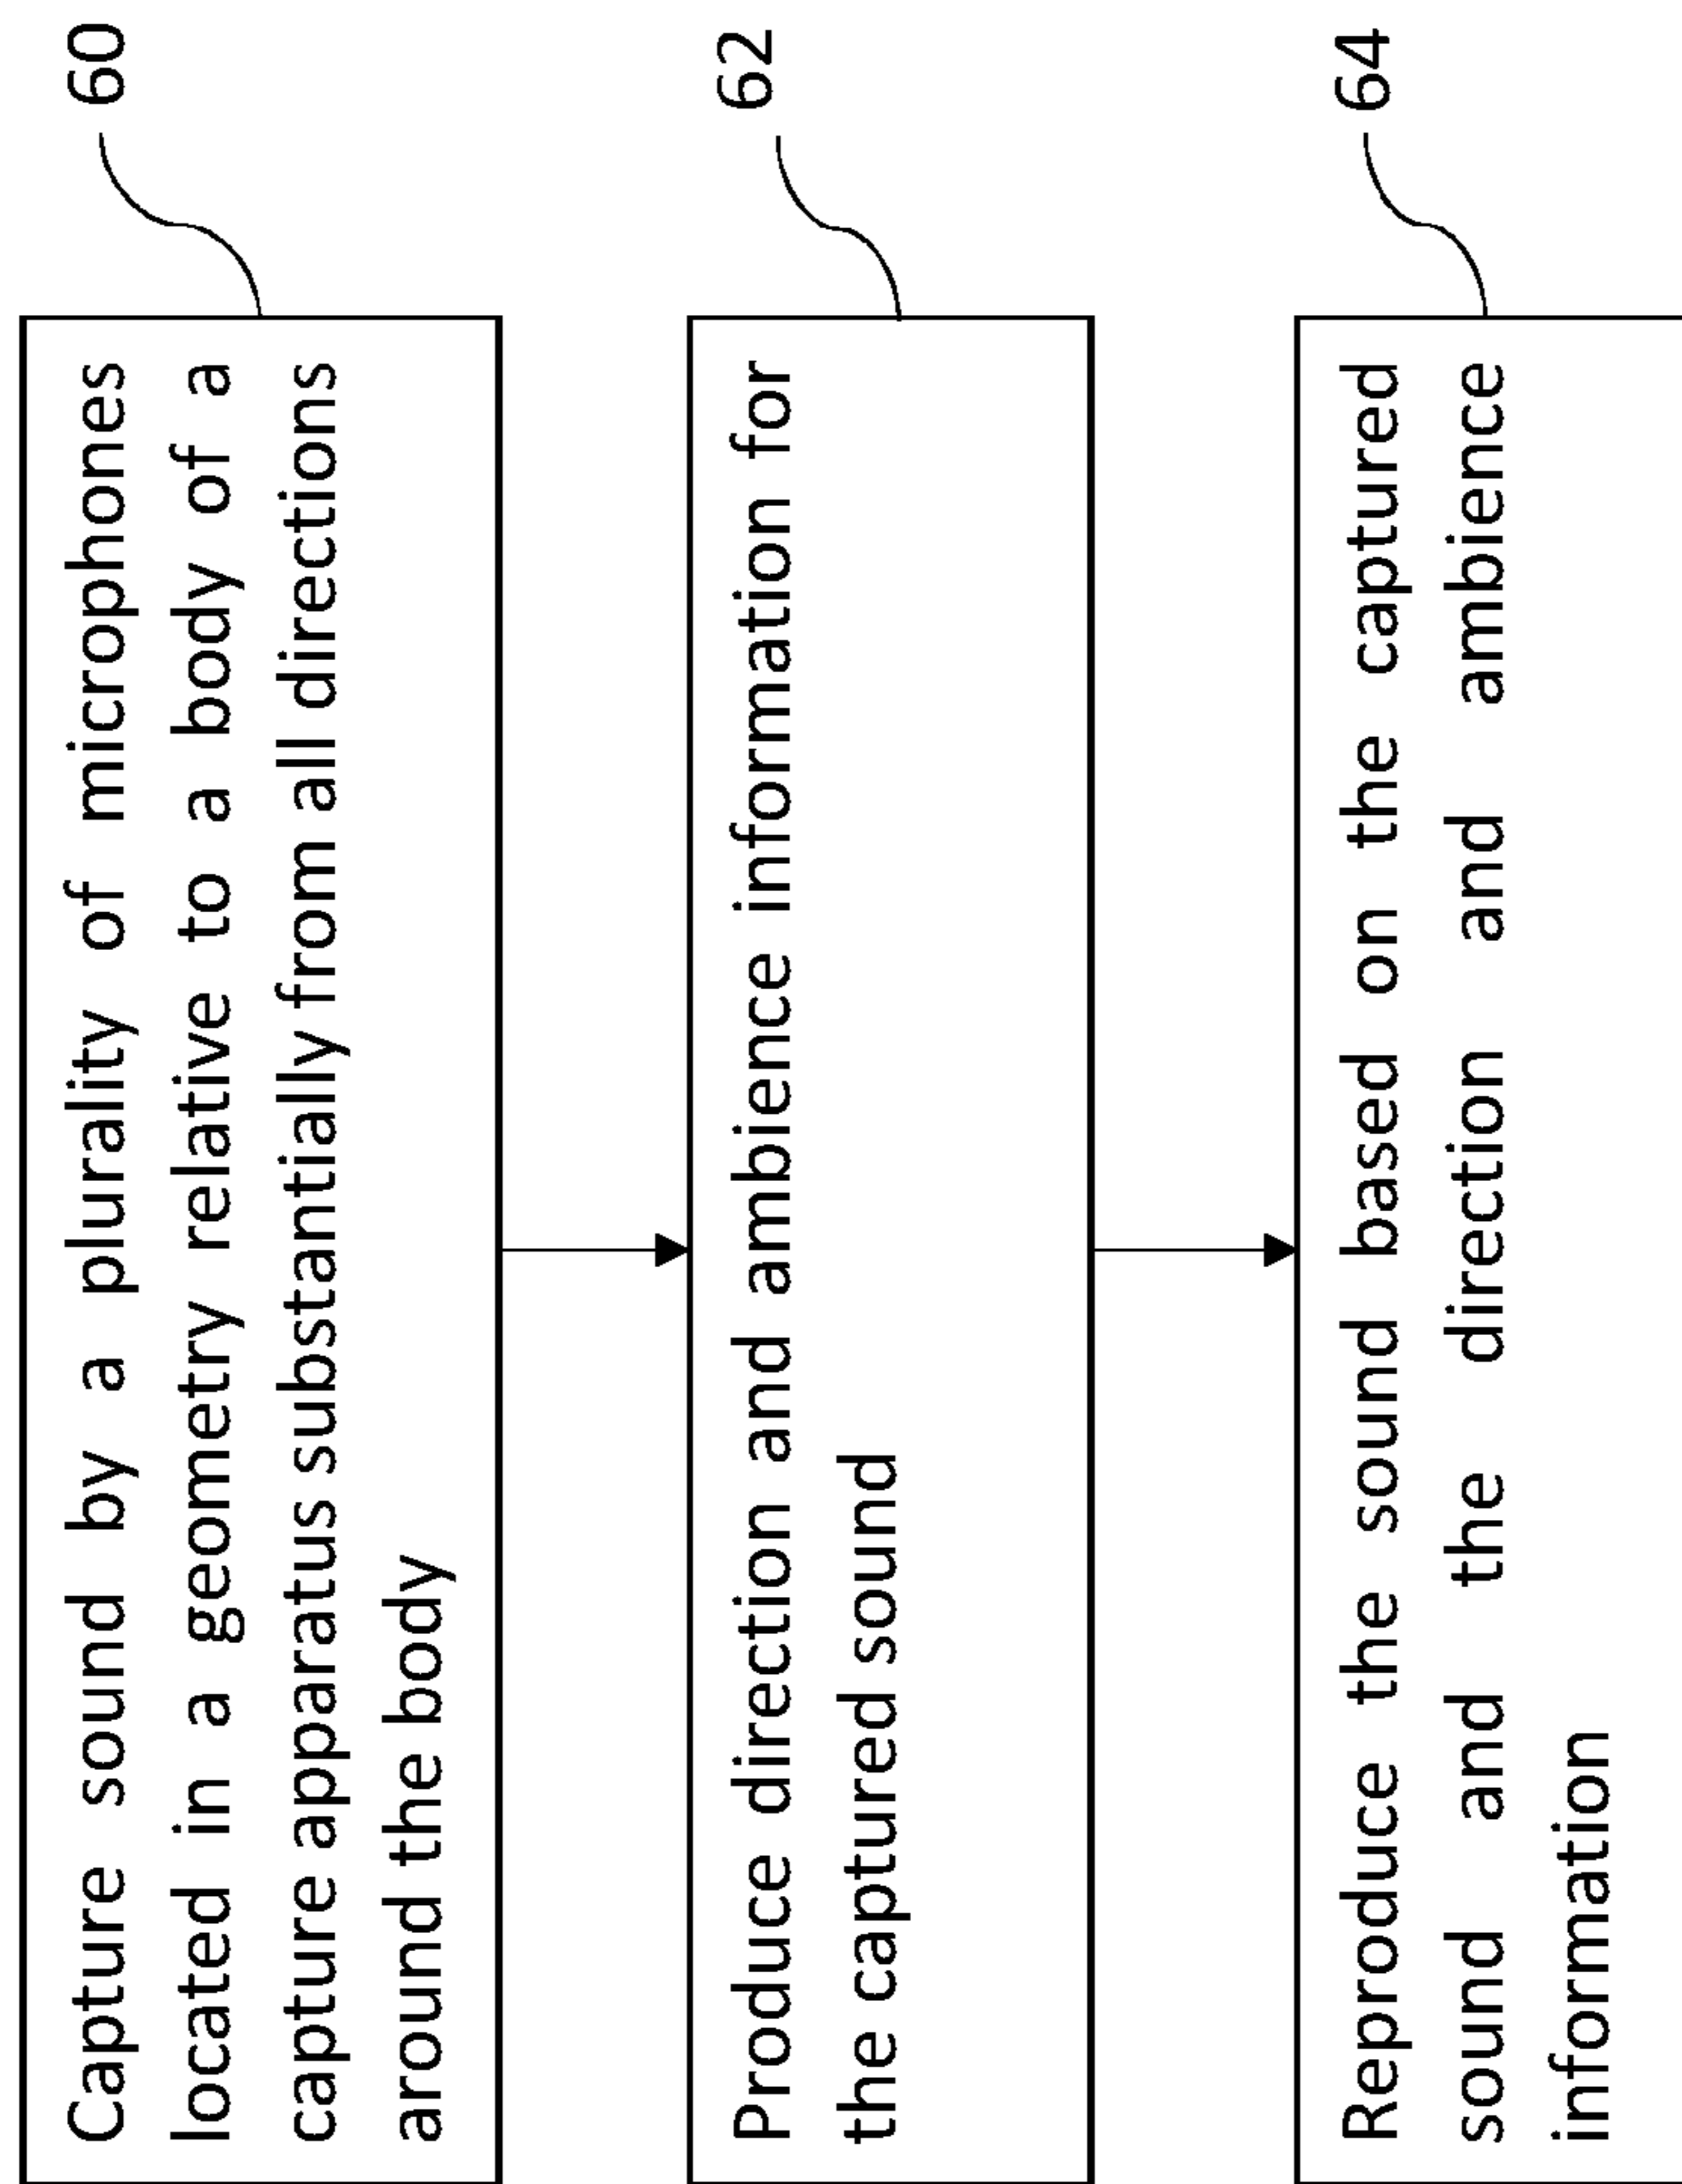 Capture sound by a plurality of microphones
located in a geometry relative to a body of a
capture apparatus substantially from all directions
around the body
60
Produce direction and ambience information for
the captured sound
62
Reproduce the sound based on the captured
sound and the direction and ambience
information
64